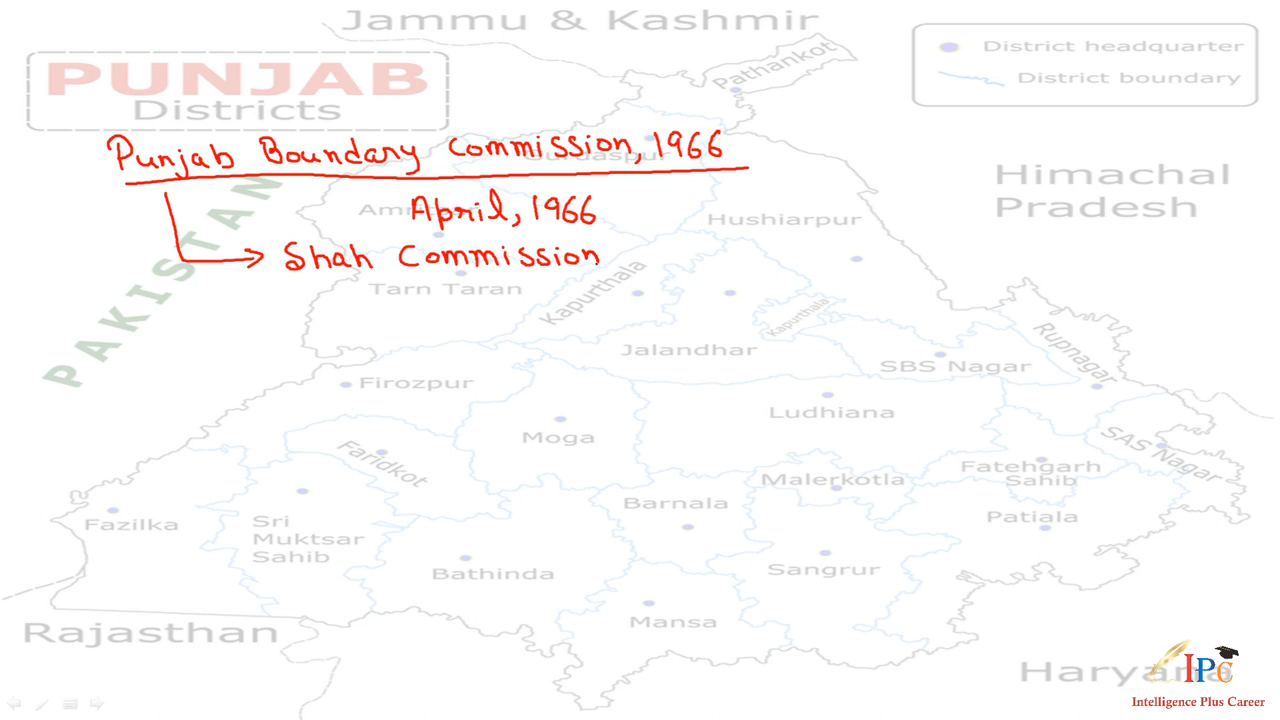 Jammu & Kashmir
PUNJAB
Districts
District headquarter
District boundary
Pathankot
Punjab Boundary Commission, 1966
Gurdaspur
Himachal
Pradesh
PAKISTAN
April, 1966
Hushiarpur
Shah Commission
Tarn Taran
Kapurthala
Kapurthala
Jalandhar
SBS Nagar
Rupnagar
Firozpur
Ludhiana
Moga
Faridkot
SAS Nagar
Fatehgarh
Sahib
Malerkotla
Barnala
Patiala
Fazilka
Sri
Muktsar
Sahib
Bathinda
Sangrur
Mansa
Rajasthan
Haryana
IPC
Intelligence Plus Career